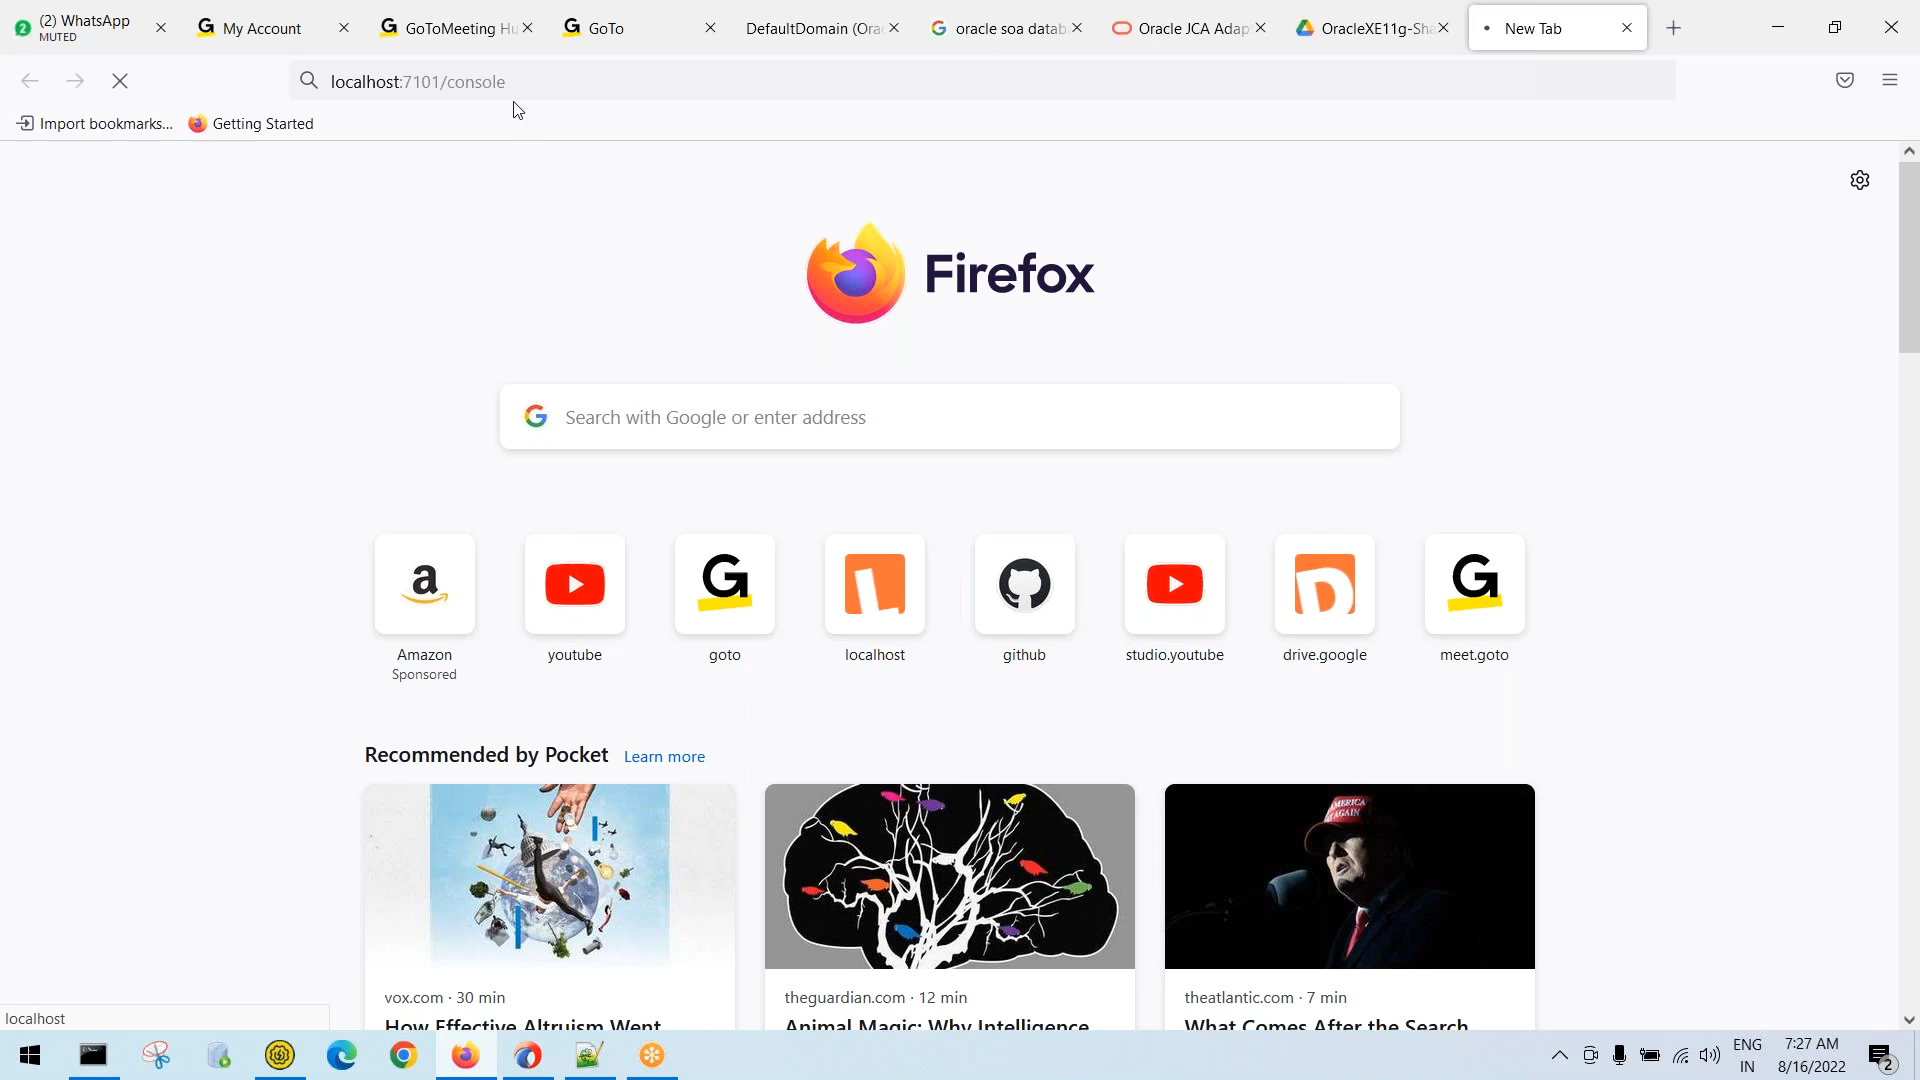 (2) WhatsApp
MUTED
My Account
GoToMeeting Hu
GoTo
DefaultDomain (Ora
oracle soa datab
Oracle JCA Adap
OracleXE11g-Sha
New Tab
localhost:7101/console
Import bookmarks...
Getting Started
Firefox
Search with Google or enter address
Amazon
Sponsored
youtube
goto
localhost
github
studio.youtube
drive.google
meet.goto
Recommended by Pocket Learn more
AMERICA
AGAIN
vox.com · 30 min
theguardian.com · 12 min
theatlantic.com · 7 min
How Effective Altruism Went
Animal Magic: Why Intelligence
What Comes After the Search
localhost
ENG
IN
7:27 AM
8/16/2022
2